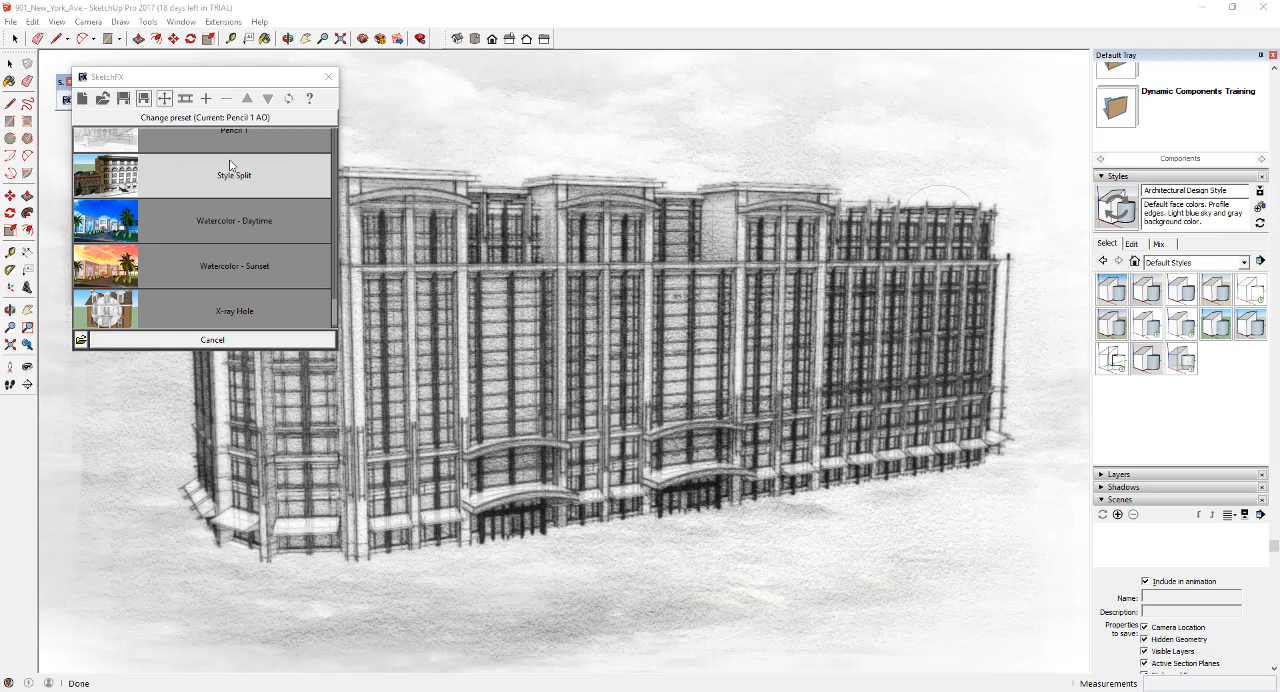 901_New_York_Ave - SketchUp Pro 2017 (18 days left in TRIAL)
File Edit View Camera Draw Tools Window Extensions Help
Default Tray
SketchFX
Dynamic Components Training
?
Change preset (Current: Pencil 1 AO)
Pencil 1
Components
Style Split
Styles
Architectural Design Style
Default face colors. Profile
edges. Light blue sky and gray
background color.
Watercolor - Daytime
Select Edit Mix
Watercolor - Sunset
Default Styles
X-ray Hole
Cancel
Layers
Shadows
Scenes
Include in animation
Name:
Description:
Properties
to save:
Camera Location
Hidden Geometry
Visible Layers
Active Section Planes
Done
Measurements